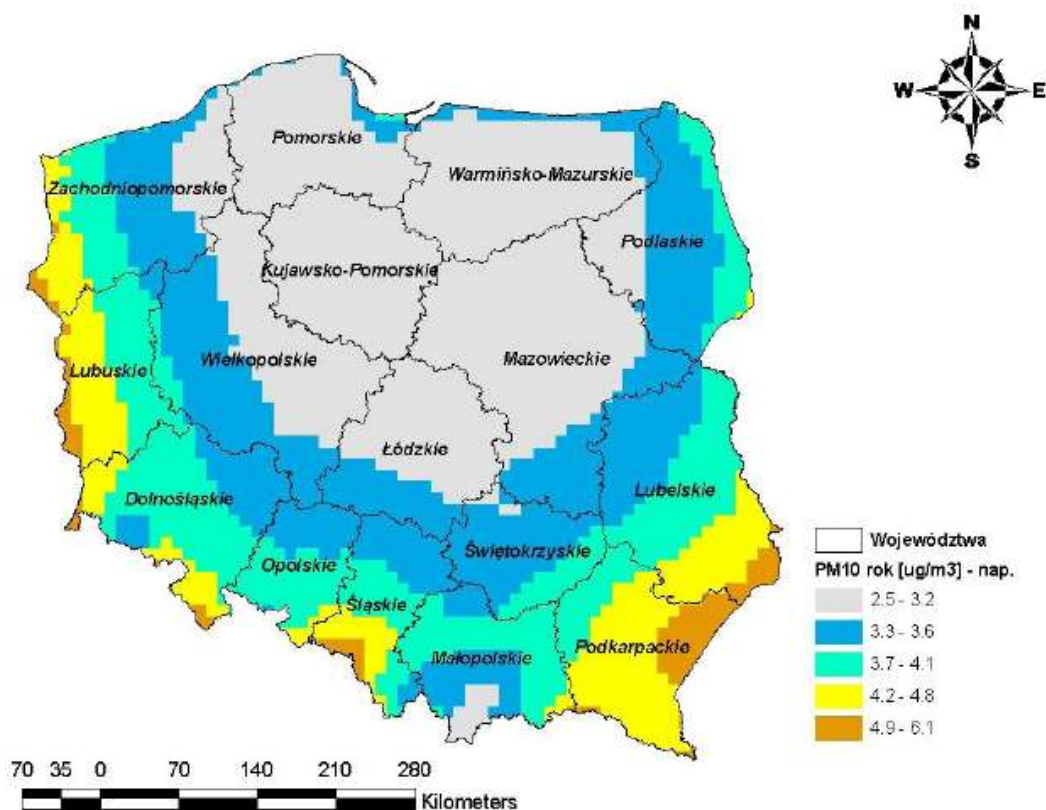 N
W E
S
Pomorskie
Warmińsko-Mazurskie
Zachodniopomorskie
Podlaskie
Kujawsko-Pomorskie
Wielkopolskie
Mazowieckie
Lubuskie
Łódzkie
Dolnośląskie
Lubelskie
Świętokrzyskie
Opolskie
Śląskie
Podkarpackie
Małopolskie
Województwa
PM10 rok [ug/m3] - nap.
2.5 - 3.2
3.3 - 3.6
3.7 - 4.1
4.2 - 4.8
4.9 - 6.1
70 35 0 70 140 210 280
Kilometers